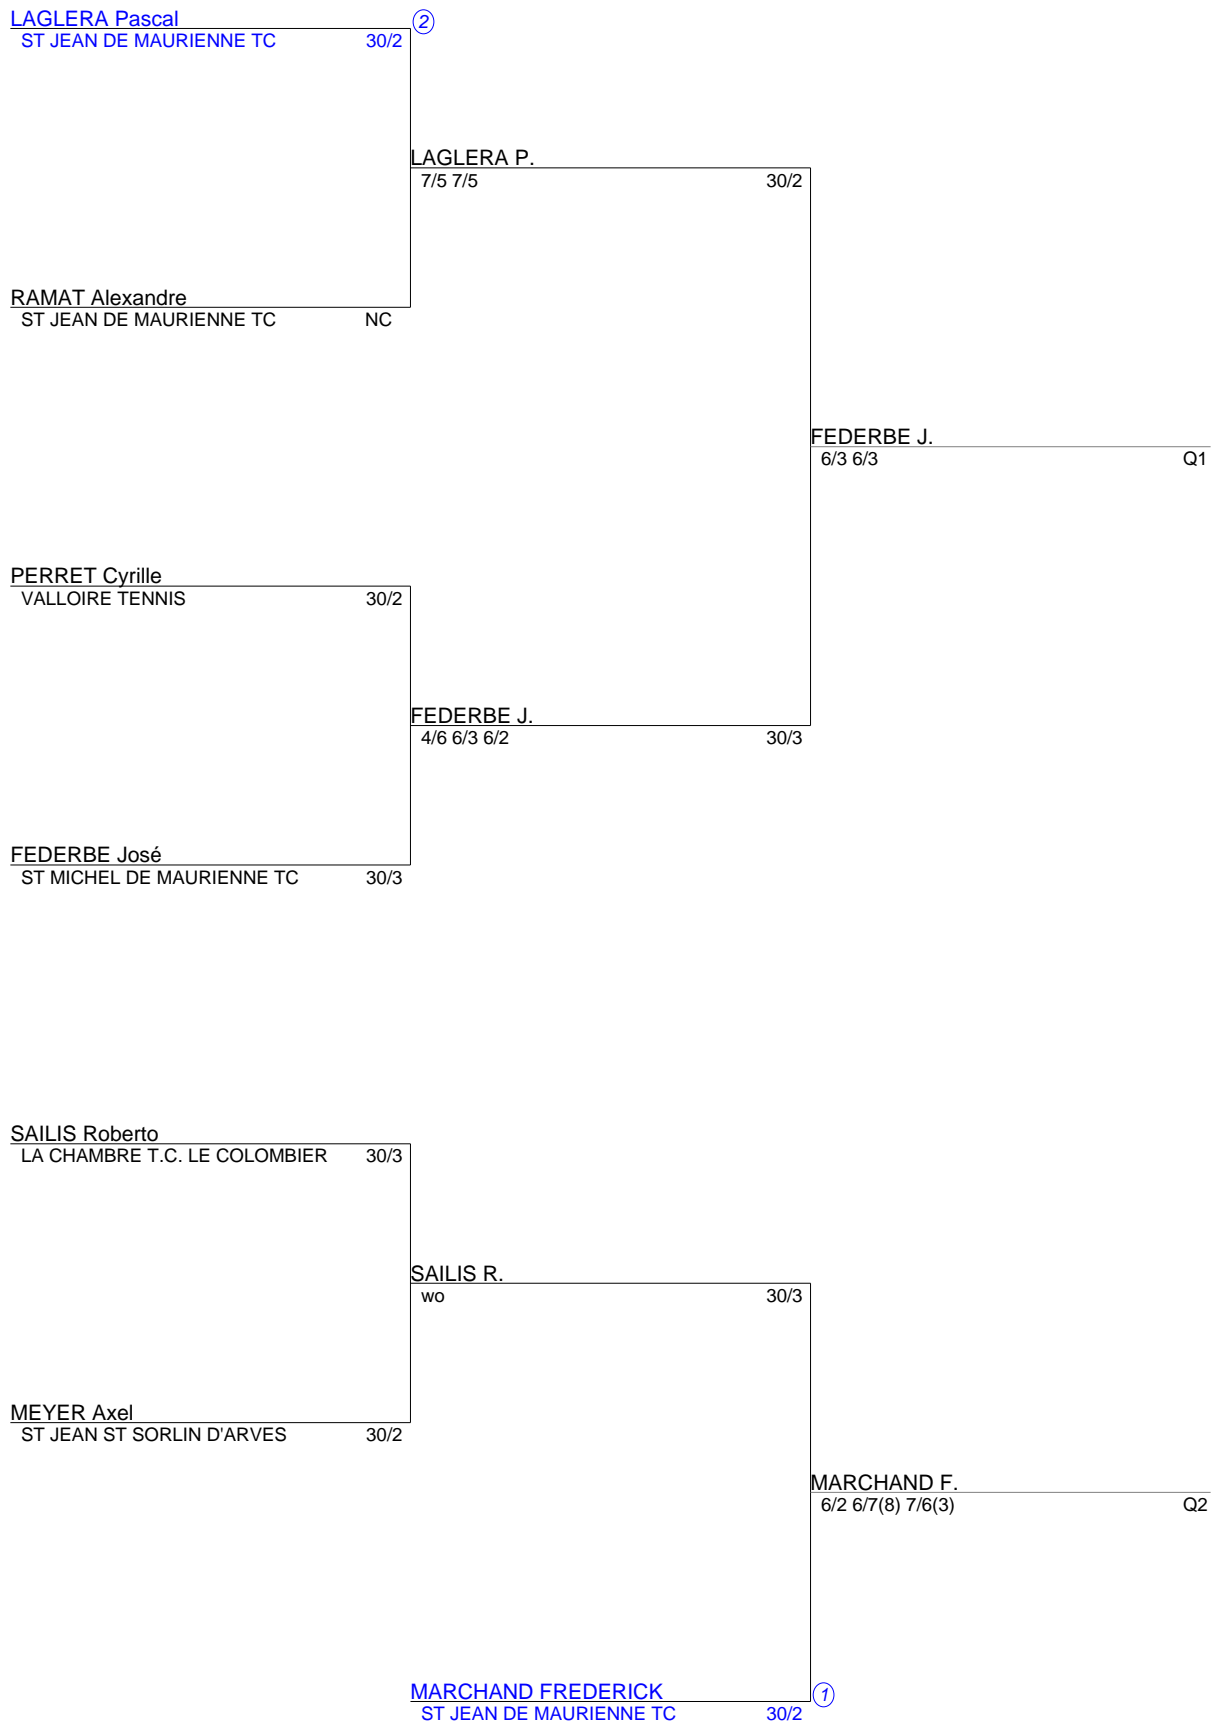 LAGLERA Pascal 2
ST JEAN DE MAURIENNE TC 30/2
LAGLERA P.
7/5 7/5 30/2
RAMAT Alexandre
ST JEAN DE MAURIENNE TC NC
FEDERBE J.
6/3 6/3 Q1
PERRET Cyrille
VALLOIRE TENNIS 30/2
FEDERBE J.
4/6 6/3 6/2 30/3
FEDERBE José
ST MICHEL DE MAURIENNE TC 30/3
SAILIS Roberto
LA CHAMBRE T.C. LE COLOMBIER 30/3
SAILIS R.
wo 30/3
MEYER Axel
ST JEAN ST SORLIN D'ARVES 30/2
MARCHAND F.
6/2 6/7(8) 7/6(3) Q2
MARCHAND FREDERICK 1
ST JEAN DE MAURIENNE TC 30/2